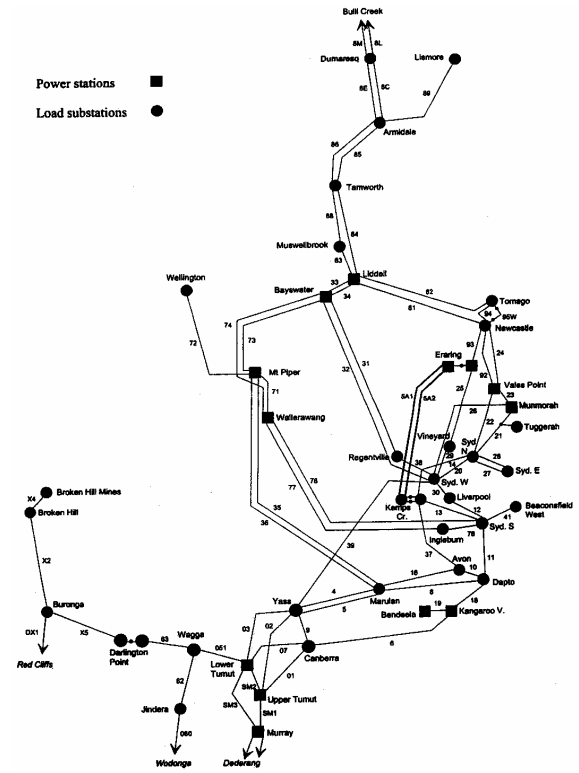 Bulli Creek
8M
8L
Dumaresq
Lismore
Power stations
8E
8C
89
Load substations
Armidale
86
85
Tamworth
88
84
Muswellbrook
83
Liddell
Wellington
33
Bayswater
34
82
Tomago
94
95W
81
Newcastle
74
73
72
93
24
Eraring
31
32
92
Mt Piper
25
Vales Point
71
5A1
5A2
23
Munmorah
26
Wallerawang
22
Tuggerah
Vineyard
21
Syd.
N
29
28
Regentville
38
14
20
27
Syd. E
Syd. W
76
30
Liverpool
Broken Hill Mines
77
Kemps
Cr.
Beaconsfield
West
X4
13
12
41
Broken Hill
35
Syd. S
78
36
Ingleburn
39
37
11
X2
Avon
16
10
4
Dapto
Yass
Marulan
8
5
18
Bendeela
19
Kangaroo V.
Buronga
03
02
9
Wagga
X5
63
051
07
6
0X1
Darlington
Point
Canberra
Lower
Tumut
Red Cliffs
62
SM2
01
Upper Tumut
SM3
Jindera
SM1
Murray
060
Wodonga
Dederang